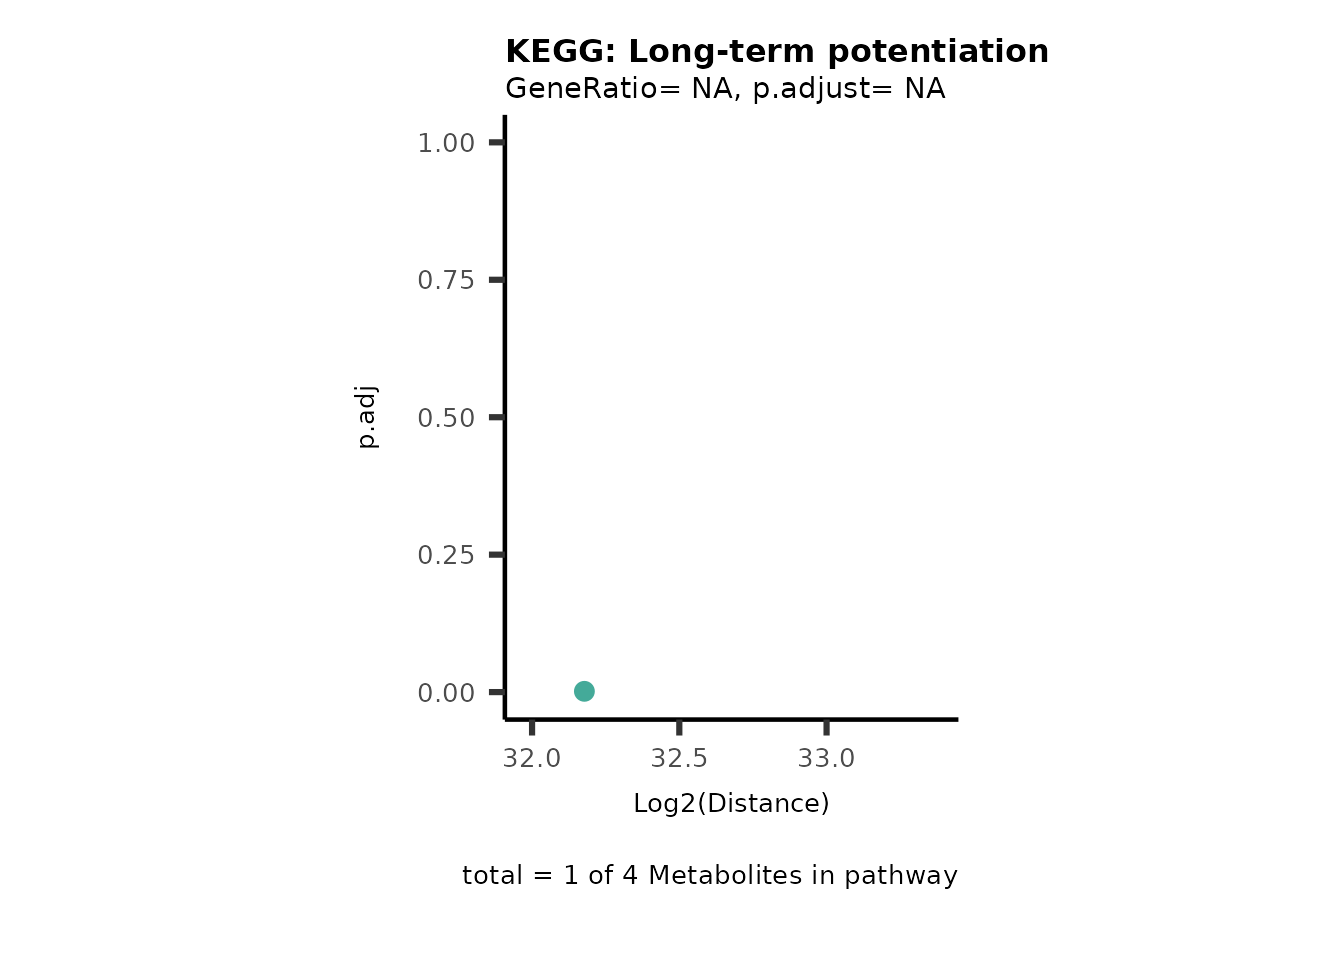 KEGG: Long-term potentiation
GeneRatio= NA, p.adjust= NA
1.00
0.75
0.50
0.25
0.00
p.adj
32.0 32.5 33.0
Log2(Distance)
total = 1 of 4 Metabolites in pathway